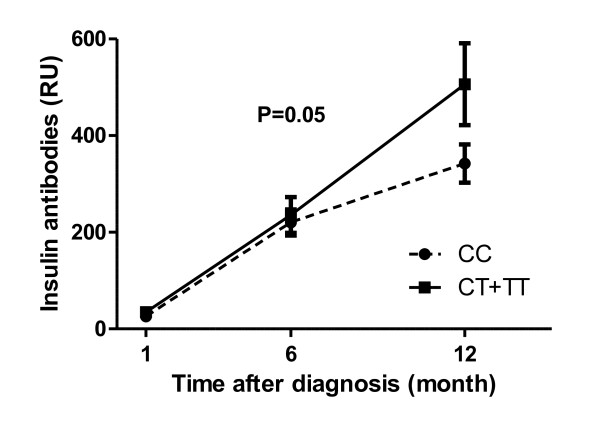 600
400
200
0
Insulin antibodies (RU)
P=0.05
CC
CT+TT
1 6 12
Time after diagnosis (month)